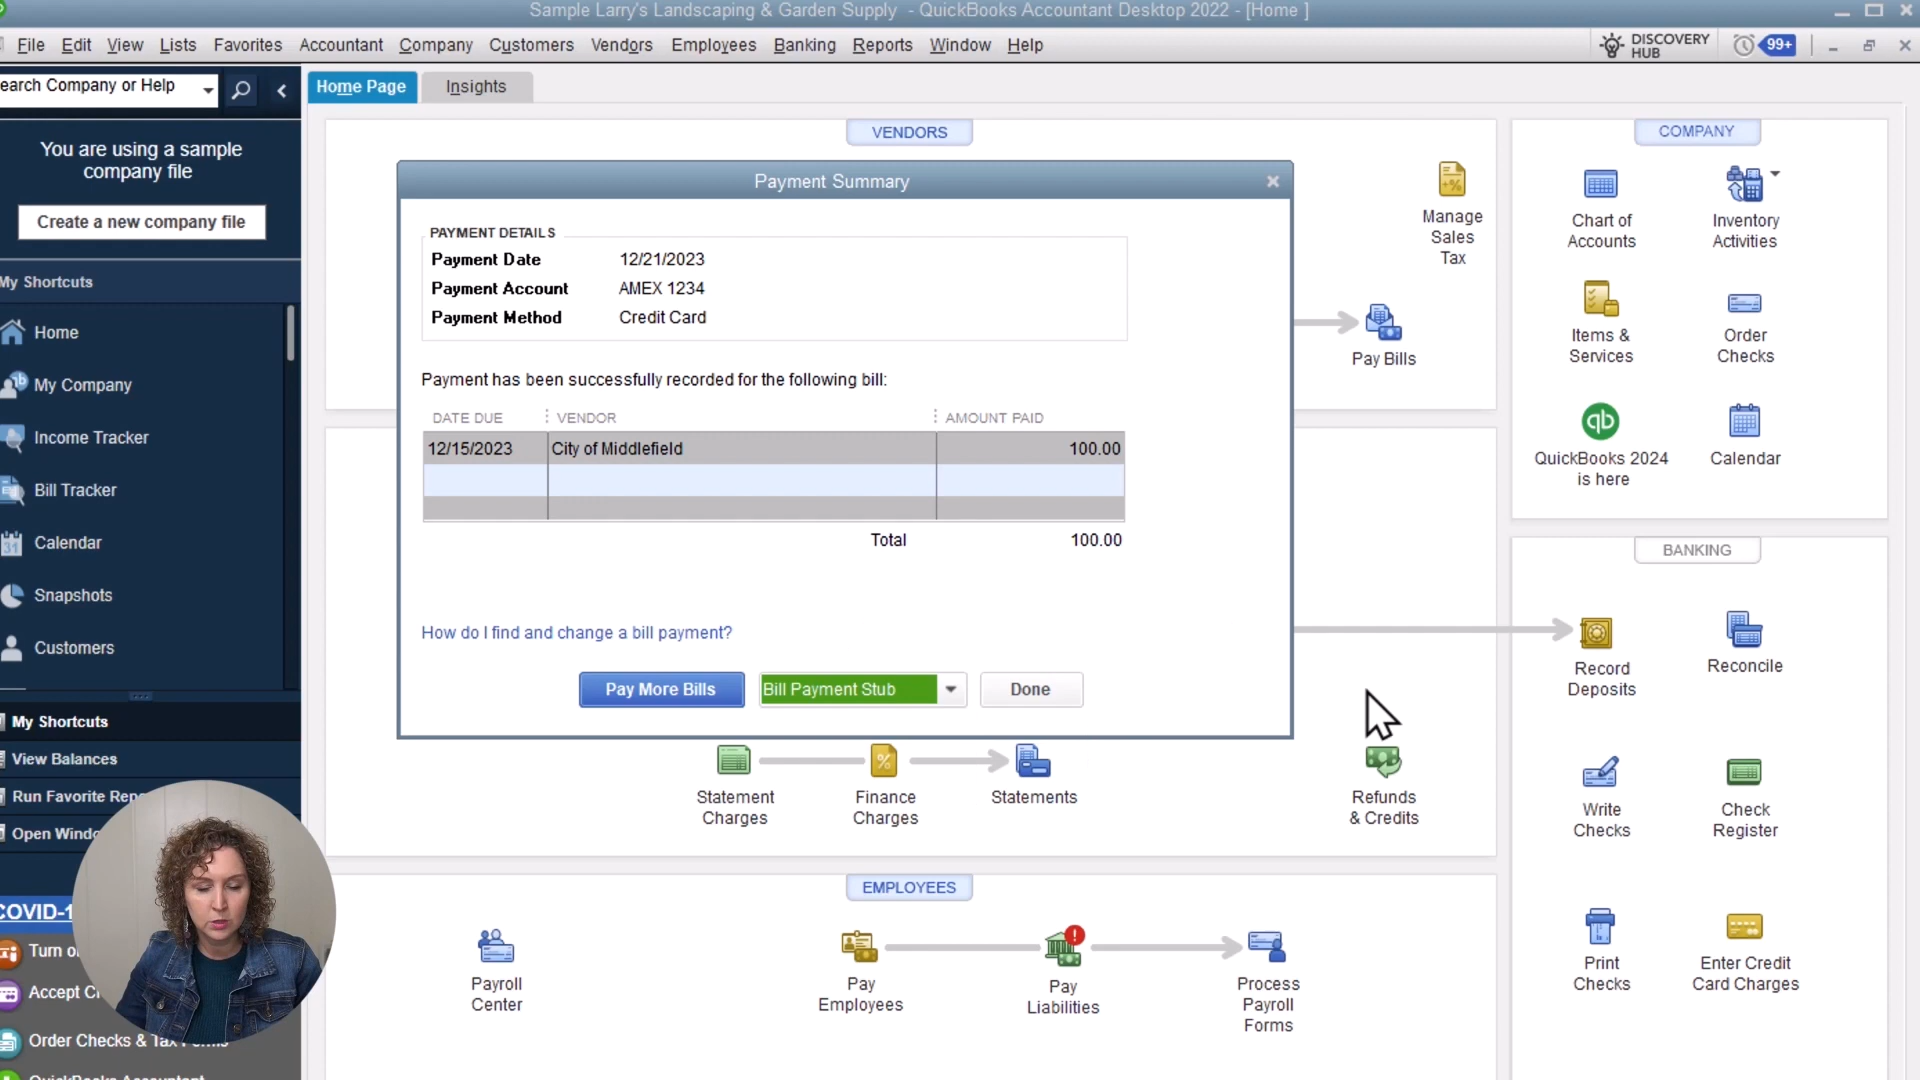 Sample Larry's Landscaping & Garden Supply - QuickBooks Accountant Desktop 2022 - [Home ]
File Edit View Lists Favorites Accountant Company Customers Vendors Employees Banking Reports Window Help
DISCOVERY
HUB
99+
earch Company or Help
Home Page
Insights
You are using a sample
company file
Create a new company file
My Shortcuts
Home
My Company
Income Tracker
Bill Tracker
31
Calendar
Snapshots
Customers
My Shortcuts
View Balances
Run Favorite Rep
Open Windo
COVID-1
Turn o
Accept C
Order Checks & Tax Forms
QuickBooks Accountant
VENDORS
Manage
Sales
Tax
Pay Bills
Payment Summary
PAYMENT DETAILS
Payment Date 12/21/2023
Payment Account AMEX 1234
Payment Method Credit Card
Payment has been successfully recorded for the following bill:
DATE DUE VENDOR AMOUNT PAID
12/15/2023 City of Middlefield 100.00
Total 100.00
How do I find and change a bill payment?
Pay More Bills
Bill Payment Stub
Done
Statement
Charges
Finance
Charges
Statements
Refunds
& Credits
EMPLOYEES
Payroll
Center
Pay
Employees
Pay
Liabilities
Process
Payroll
Forms
COMPANY
Chart of
Accounts
Inventory
Activities
Items &
Services
Order
Checks
qb
QuickBooks 2024
is here
Calendar
BANKING
Record
Deposits
Reconcile
Write
Checks
Check
Register
Print
Checks
Enter Credit
Card Charges